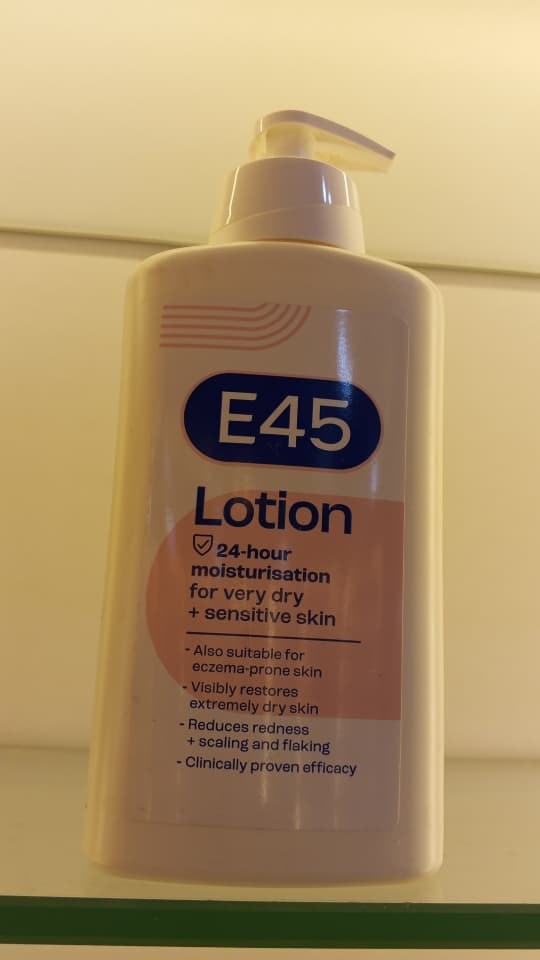 E45
Lotion
24-hour
moisturisation
for very dry
+ sensitive skin
- Also suitable for
eczema-prone skin
- Visibly restores
extremely dry skin
- Reduces redness
+ scaling and flaking
- Clinically proven efficacy